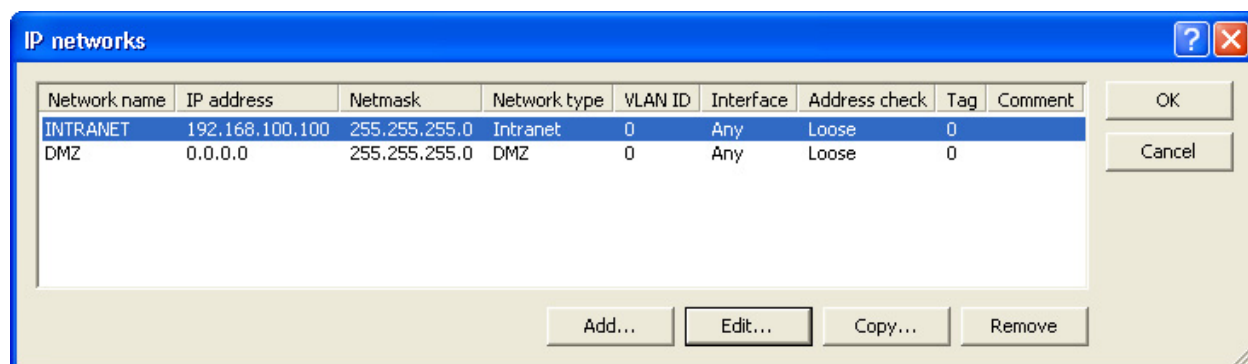 IP networks
Network name IP address Netmask Network type VLAN ID Interface Address check Tag Comment
INTRANET 192.168.100.100 255.255.255.0 Intranet 0 Any Loose 0
DMZ 0.0.0.0 255.255.255.0 DMZ 0 Any Loose 0
OK
Cancel
Add... Edit... Copy... Remove